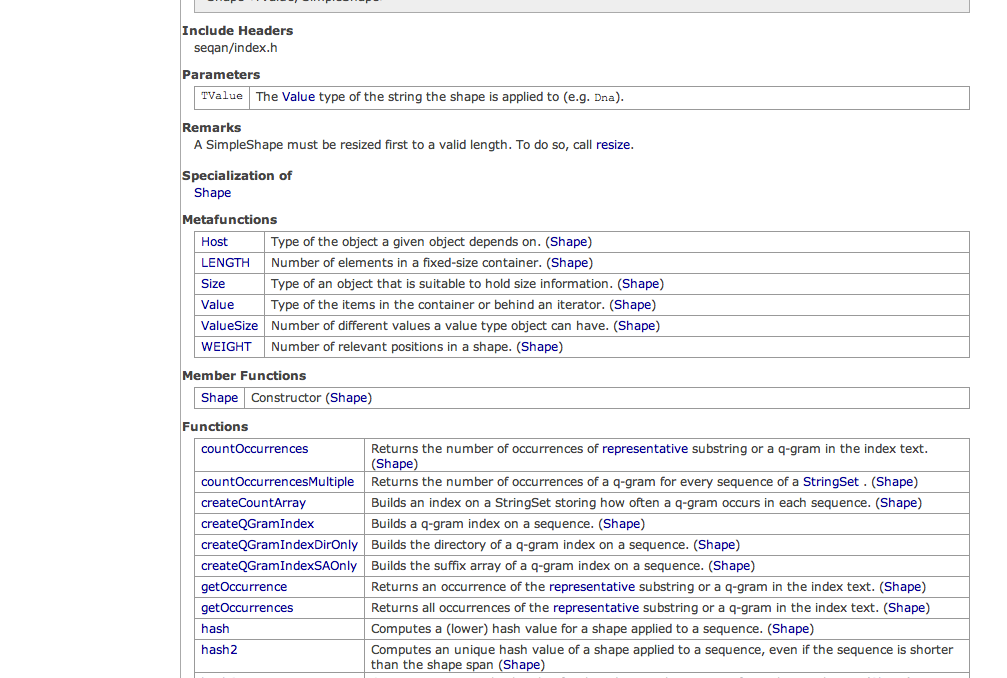 Include Headers
seqan/index.h
Parameters
TValue The Value type of the string the shape is applied to (e.g. Dna).
Remarks
A SimpleShape must be resized first to a valid length. To do so, call resize.
Specialization of
Shape
Metafunctions
Host Type of the object a given object depends on. (Shape)
LENGTH Number of elements in a fixed-size container. (Shape)
Size Type of an object that is suitable to hold size information. (Shape)
Value Type of the items in the container or behind an iterator. (Shape)
ValueSize Number of different values a value type object can have. (Shape)
WEIGHT Number of relevant positions in a shape. (Shape)
Member Functions
Shape Constructor (Shape)
Functions
countOccurrences Returns the number of occurrences of representative substring or a q-gram in the index text.
(Shape)
countOccurrencesMultiple Returns the number of occurrences of a q-gram for every sequence of a StringSet . (Shape)
createCountArray Builds an index on a StringSet storing how often a q-gram occurs in each sequence. (Shape)
createQGramIndex Builds a q-gram index on a sequence. (Shape)
createQGramIndexDirOnly Builds the directory of a q-gram index on a sequence. (Shape)
createQGramIndexSAOnly Builds the suffix array of a q-gram index on a sequence. (Shape)
getOccurrence Returns an occurrence of the representative substring or a q-gram in the index text. (Shape)
getOccurrences Returns all occurrences of the representative substring or a q-gram in the index text. (Shape)
hash Computes a (lower) hash value for a shape applied to a sequence. (Shape)
hash2 Computes an unique hash value of a shape applied to a sequence, even if the sequence is shorter
than the shape span (Shape)